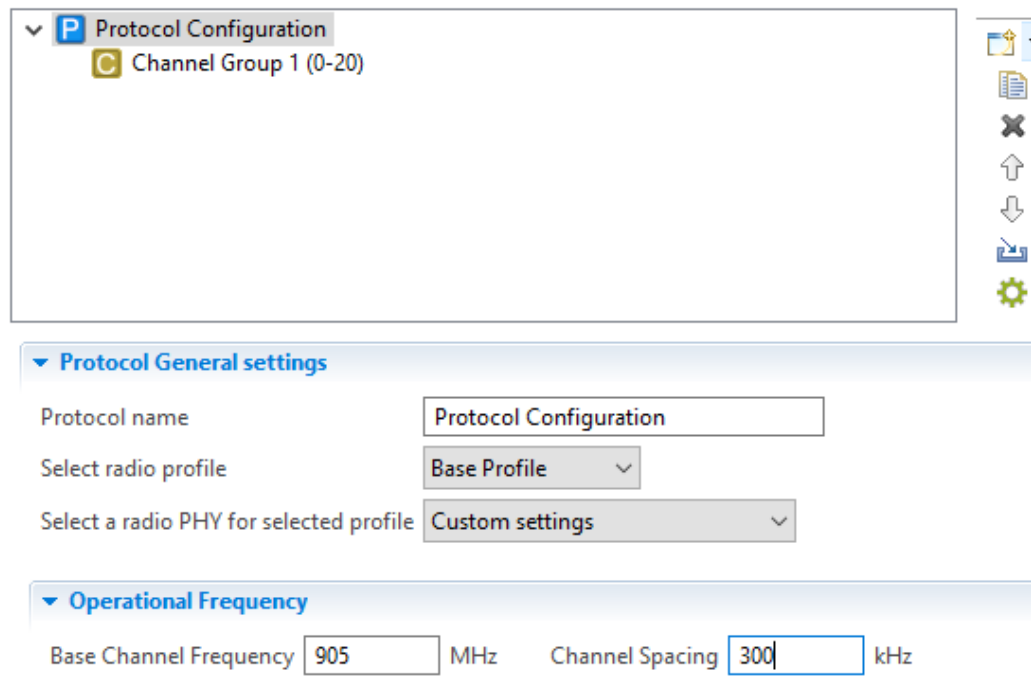 P Protocol Configuration
C Channel Group 1 (0-20)
Protocol General settings
Protocol name Protocol Configuration
Select radio profile Base Profile
Select a radio PHY for selected profile Custom settings
Operational Frequency
Base Channel Frequency 905 MHz Channel Spacing 300 kHz